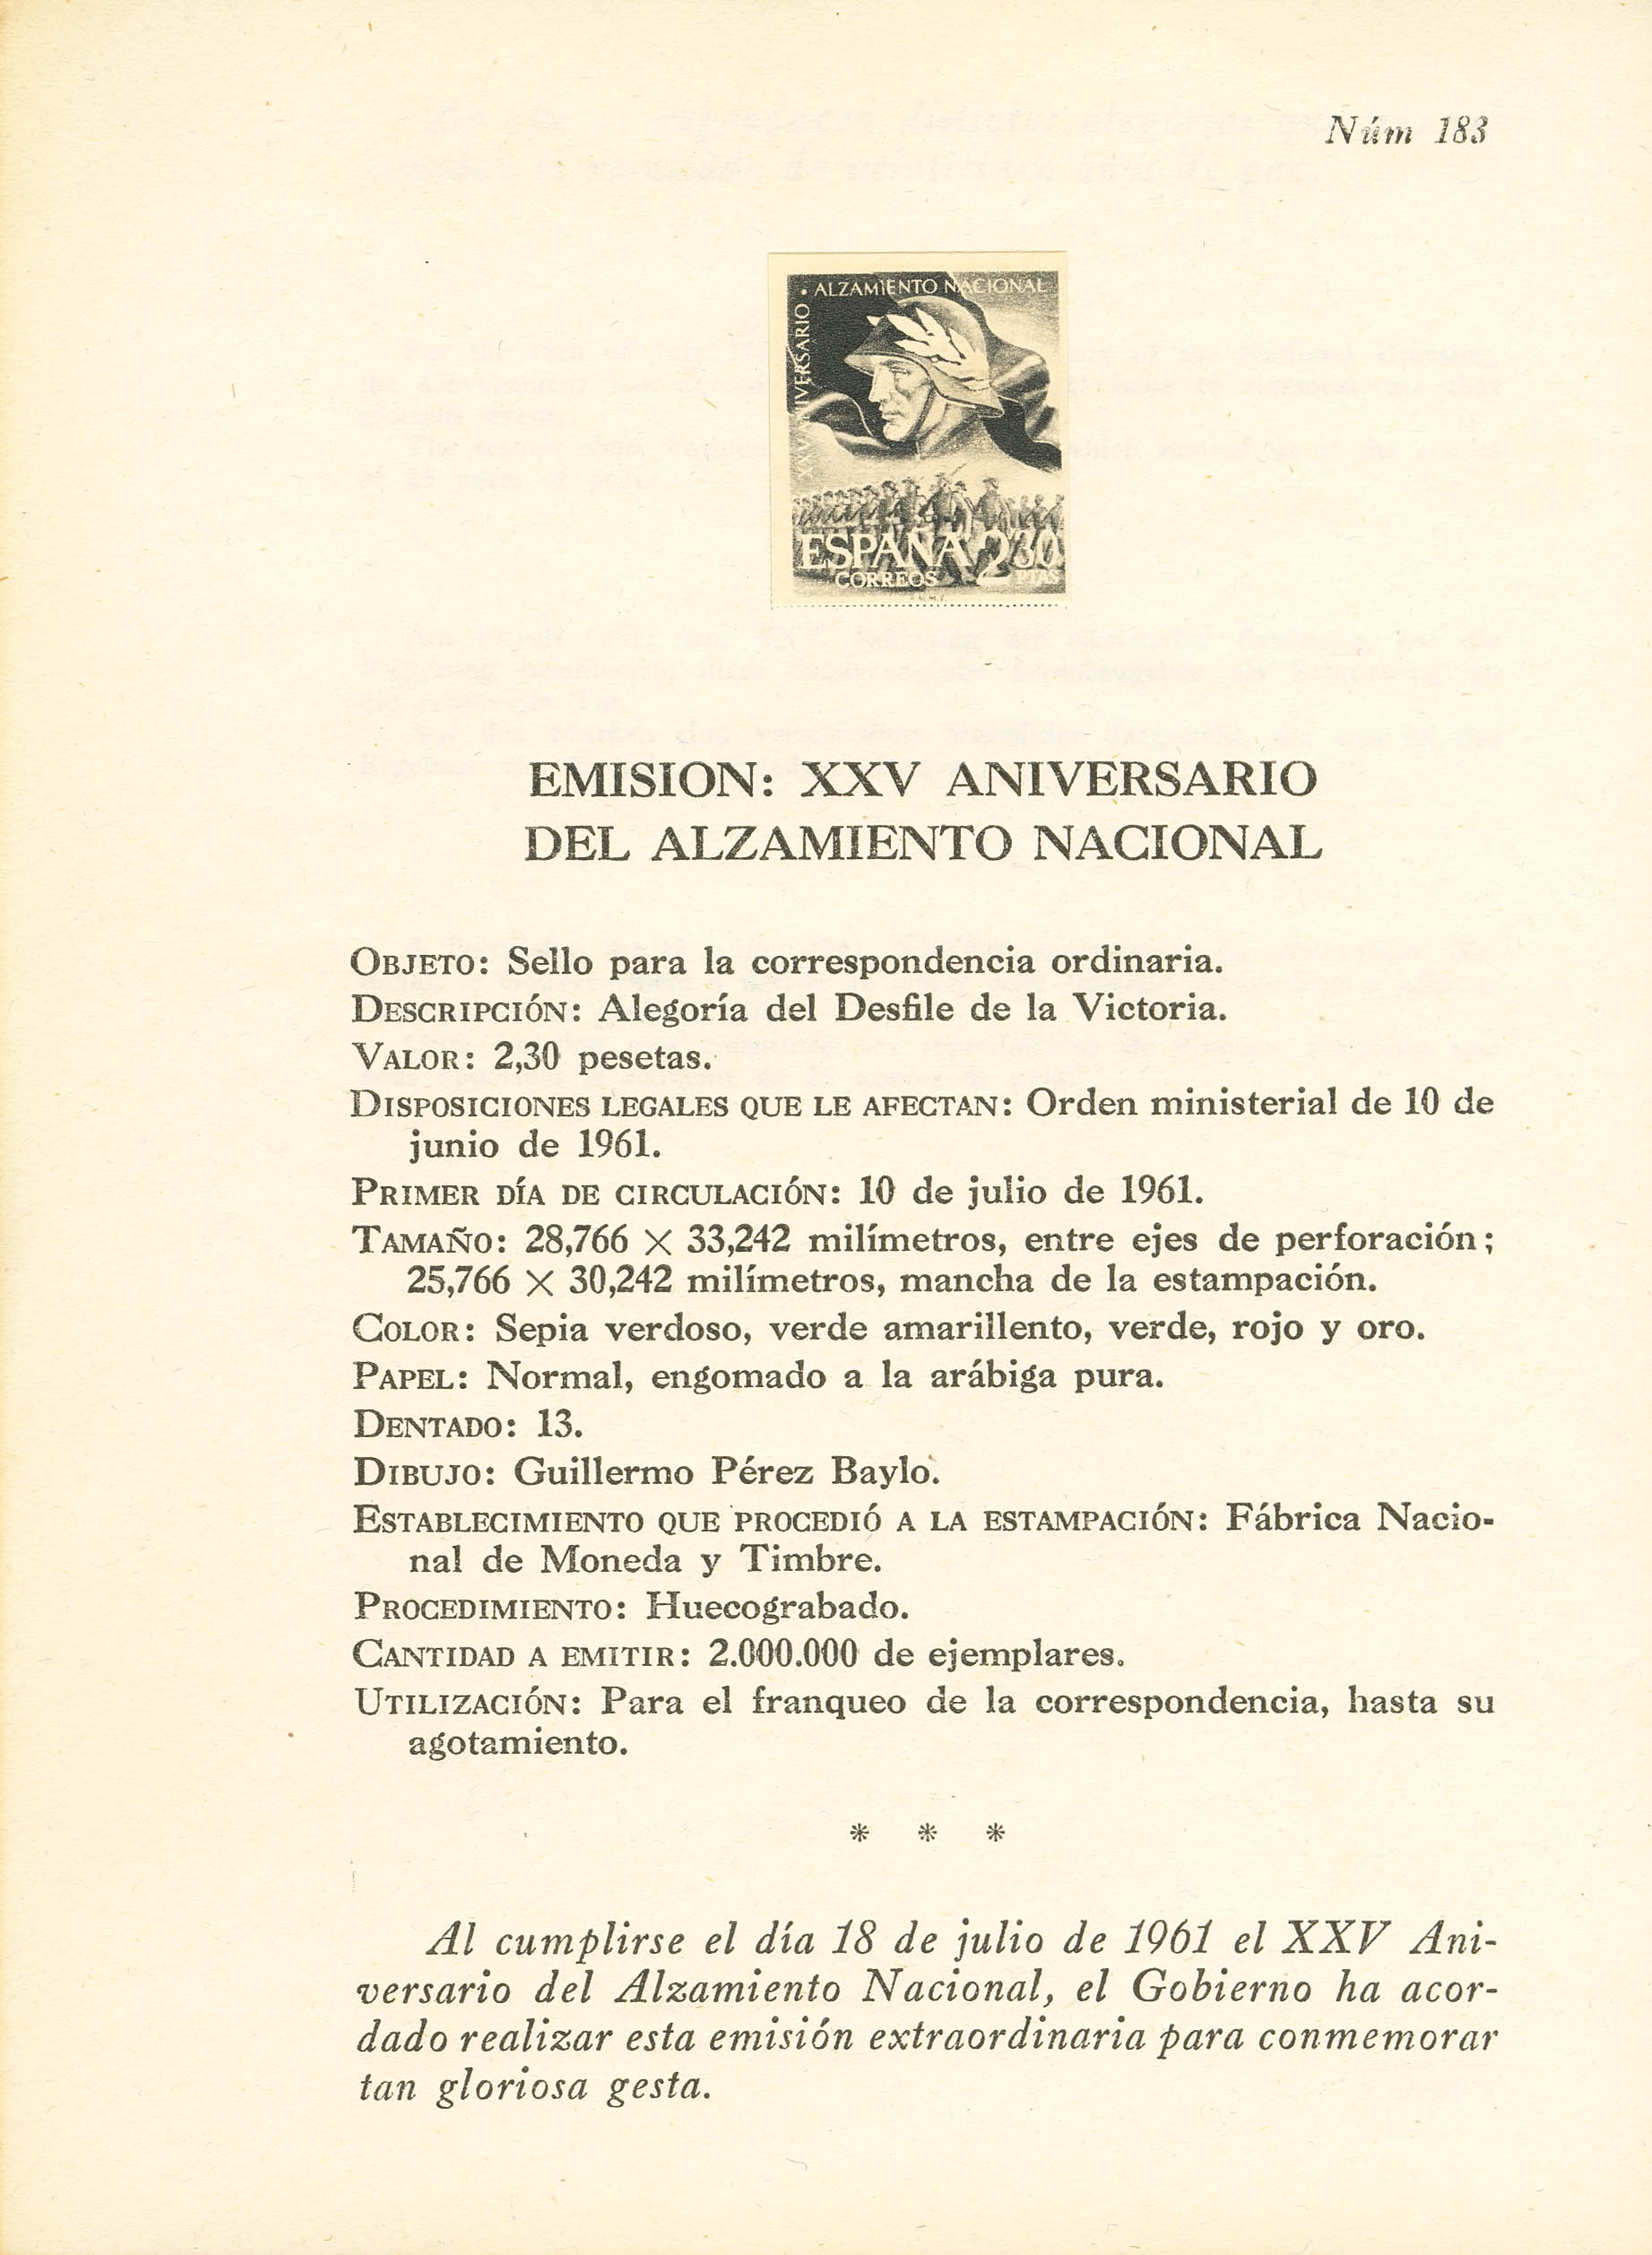 Núm 183
XXV ANIVERSARIO · ALZAMIENTO NACIONAL
ESPAÑA 2,30
CORREOS PTAS
EMISION: XXV ANIVERSARIO
DEL ALZAMIENTO NACIONAL
OBJETO: Sello para la correspondencia ordinaria.
DESCRIPCIÓN: Alegoría del Desfile de la Victoria.
VALOR: 2,30 pesetas.
DISPOSICIONES LEGALES QUE LE AFECTAN: Orden ministerial de 10 de
junio de 1961.
PRIMER DÍA DE CIRCULACIÓN: 10 de julio de 1961.
TAMAÑO: 28,766 × 33,242 milímetros, entre ejes de perforación;
25,766 × 30,242 milímetros, mancha de la estampación.
COLOR: Sepia verdoso, verde amarillento, verde, rojo y oro.
PAPEL: Normal, engomado a la arábiga pura.
DENTADO: 13.
DIBUJO: Guillermo Pérez Baylo.
ESTABLECIMIENTO QUE PROCEDIÓ A LA ESTAMPACIÓN: Fábrica Nacio-
nal de Moneda y Timbre.
PROCEDIMIENTO: Huecograbado.
CANTIDAD A EMITIR: 2.000.000 de ejemplares.
UTILIZACIÓN: Para el franqueo de la correspondencia, hasta su
agotamiento.
* * *
Al cumplirse el día 18 de julio de 1961 el XXV Ani-
versario del Alzamiento Nacional, el Gobierno ha acor-
dado realizar esta emisión extraordinaria para conmemorar
tan gloriosa gesta.